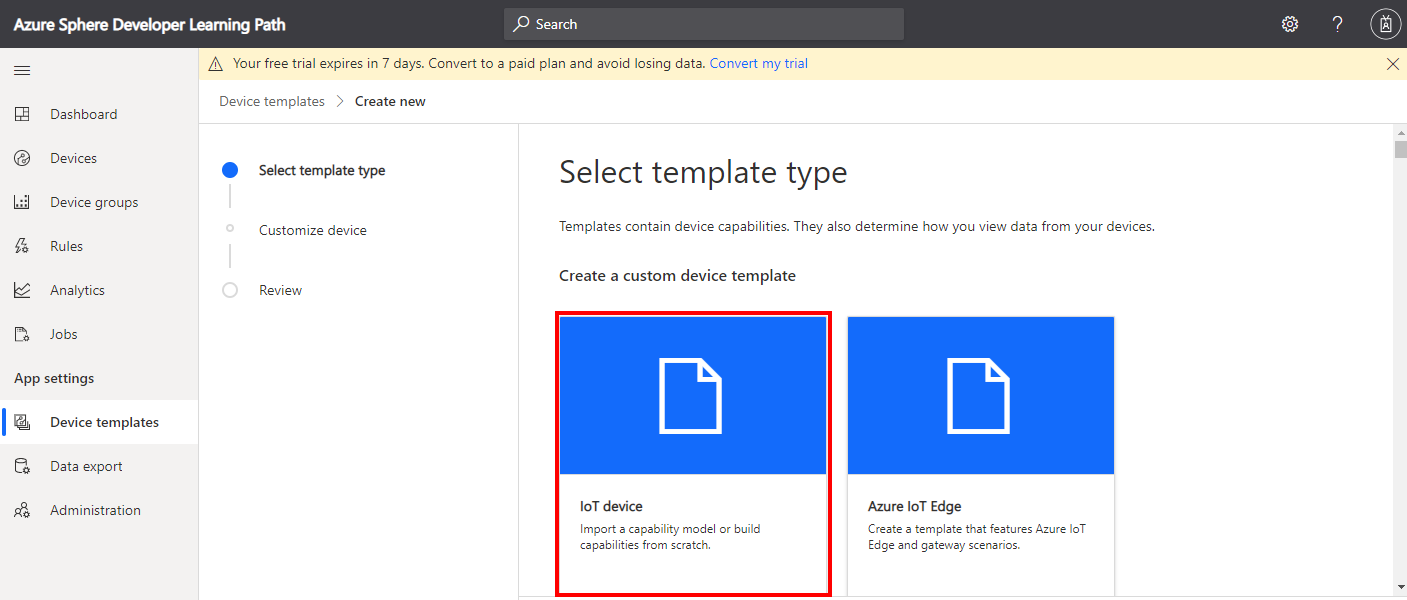 Azure Sphere Developer Learning Path
Search
?
Your free trial expires in 7 days. Convert to a paid plan and avoid losing data. Convert my trial
Dashboard
Devices
Device groups
Rules
Analytics
Jobs
App settings
Device templates
Data export
Administration
Device templates > Create new
Select template type
Customize device
Review
Select template type
Templates contain device capabilities. They also determine how you view data from your devices.
Create a custom device template
IoT device
Import a capability model or build
capabilities from scratch.
Azure IoT Edge
Create a template that features Azure IoT
Edge and gateway scenarios.